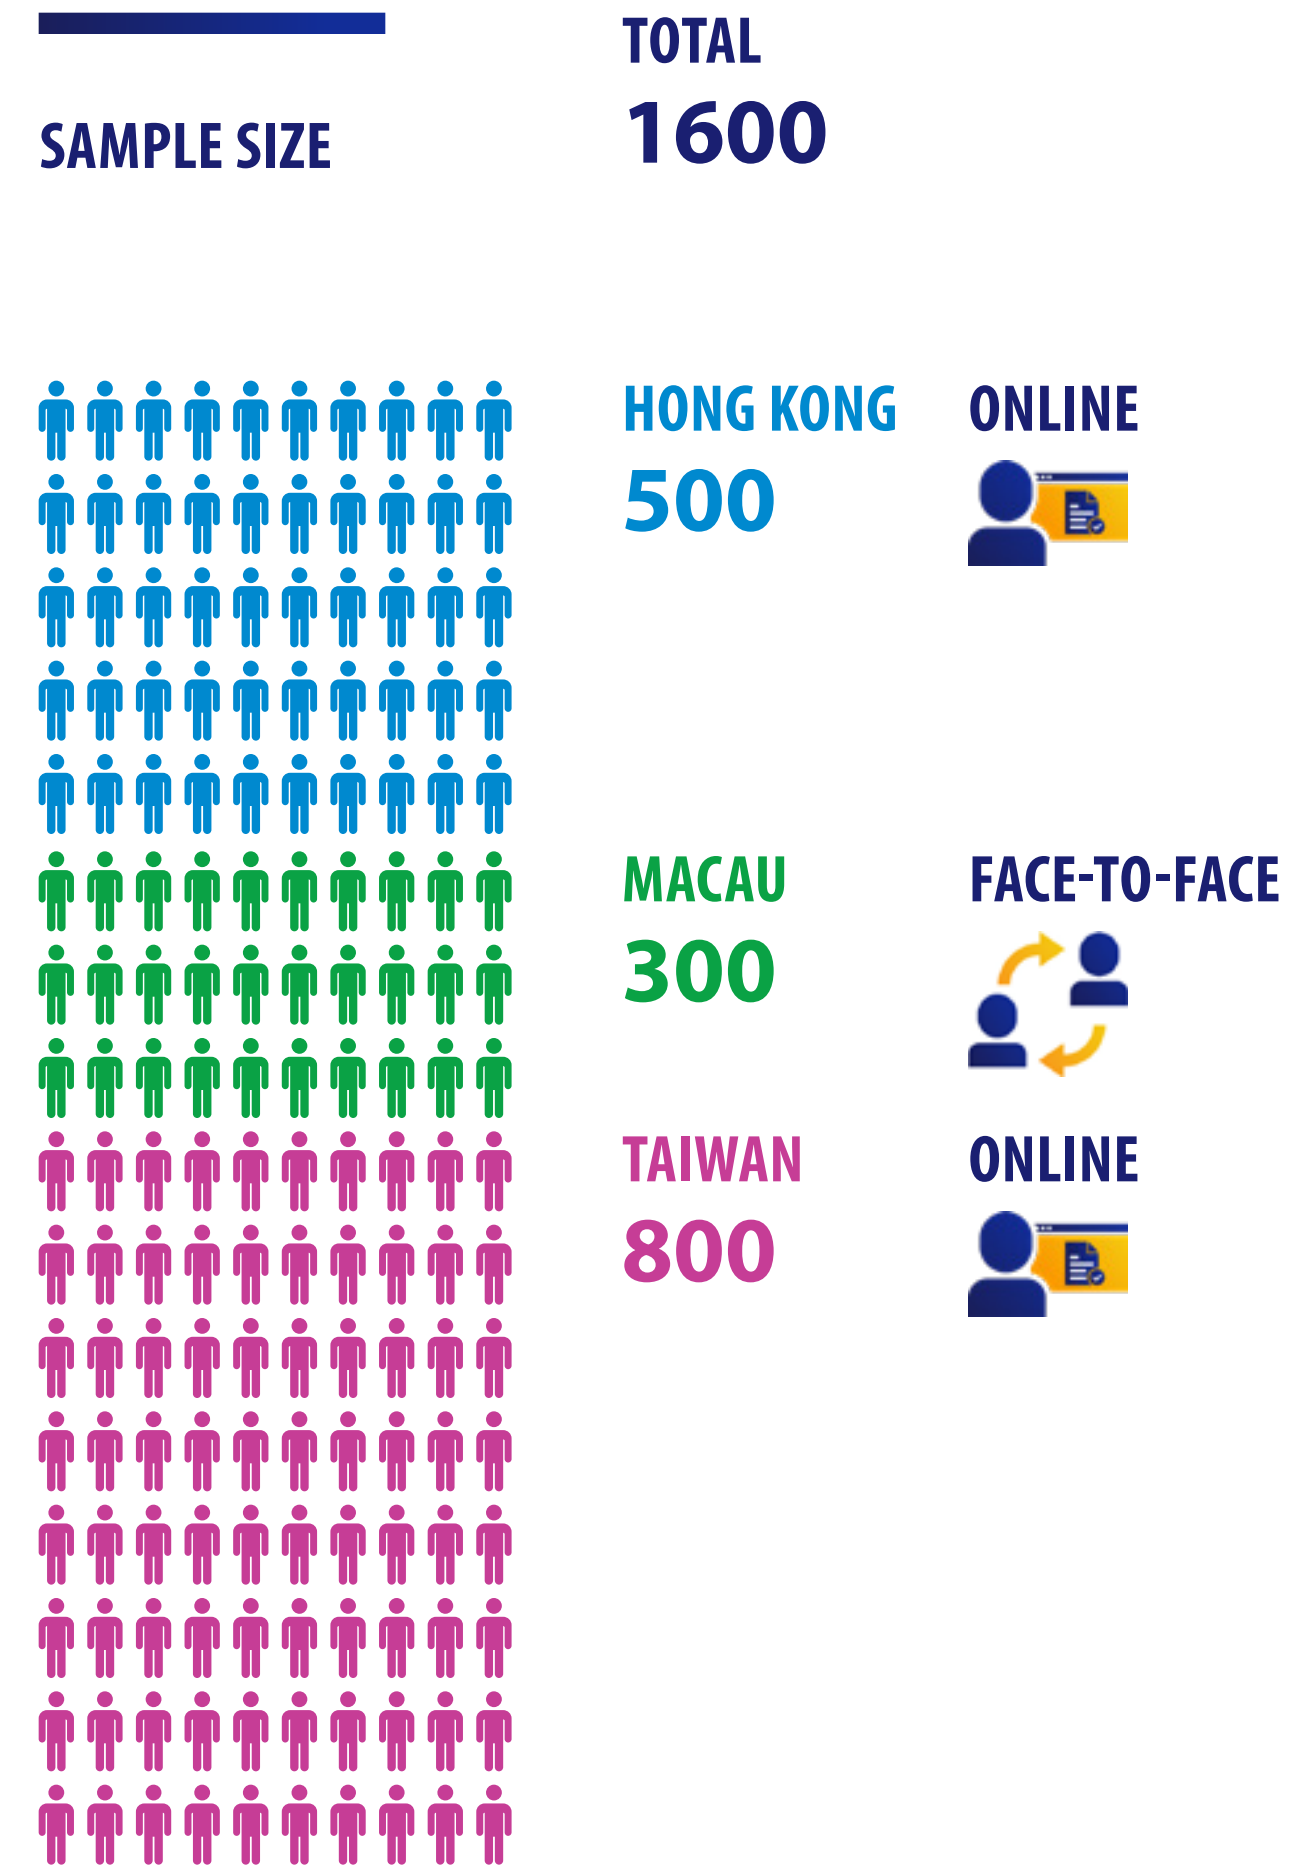 SAMPLE SIZE
TOTAL
1600
HONG KONG
500
ONLINE
MACAU
300
FACE-TO-FACE
TAIWAN
800
ONLINE